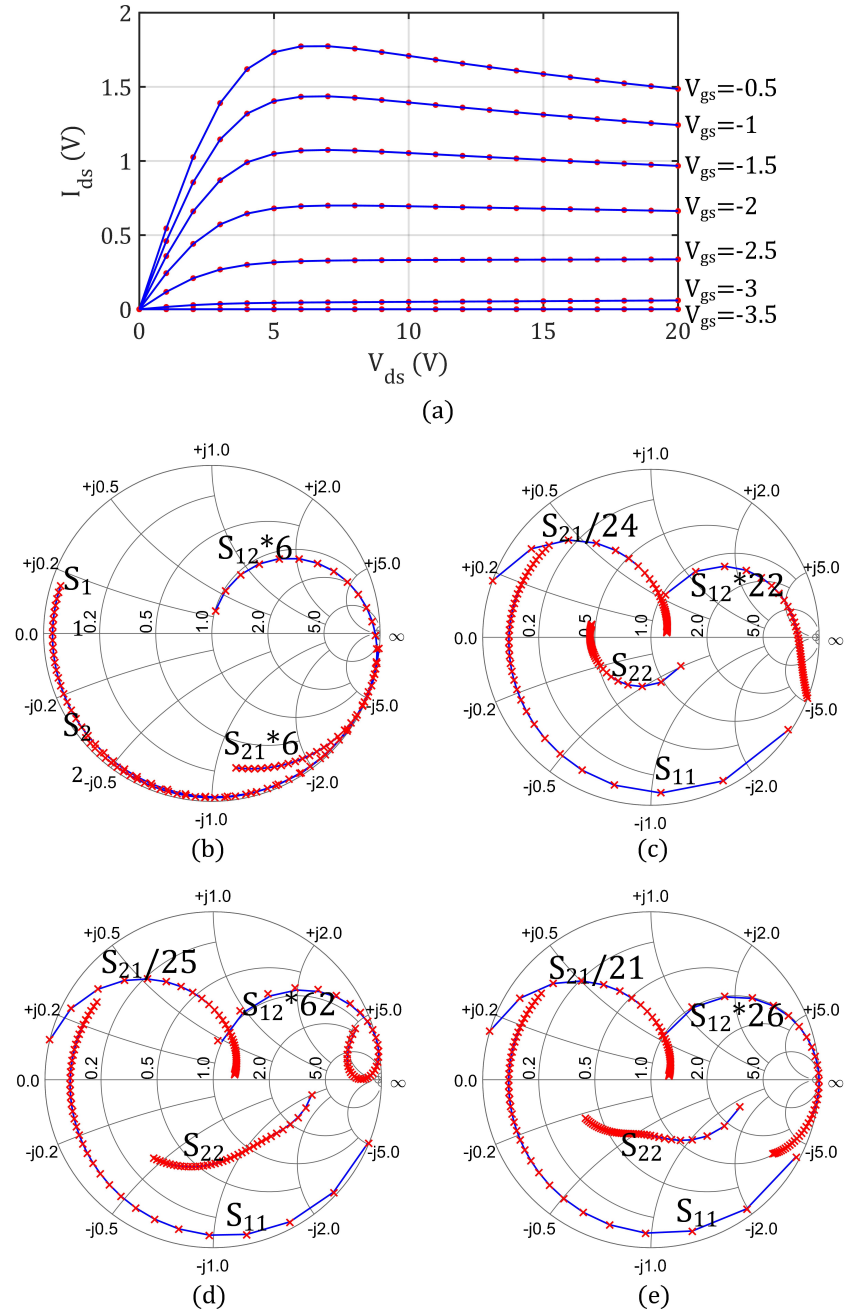 2
1.5
1
0.5
0
I_ds (V)
V_gs=-0.5
V_gs=-1
V_gs=-1.5
V_gs=-2
V_gs=-2.5
V_gs=-3
V_gs=-3.5
0 5 10 15 20
V_ds (V)
(a)
+j1.0
+j0.5 +j2.0
S12*6
+j0.2 +j5.0
S1
1
0.0 0.2 0.5 1.0 2.0 5.0 ∞
-j0.2 -j5.0
S2
S21*6
2
-j0.5 -j2.0
-j1.0
(b)
+j1.0
+j0.5 +j2.0
S21/24
+j0.2 +j5.0
S12*22
0.0 0.2 0.5 1.0 2.0 5.0 ∞
S22
-j0.2 -j5.0
S11
-j0.5 -j2.0
-j1.0
(c)
+j1.0
+j0.5 +j2.0
S21/25
+j0.2 +j5.0
S12*62
0.0 0.2 0.5 1.0 2.0 5.0 ∞
S22
-j0.2 -j5.0
S11
-j0.5 -j2.0
-j1.0
(d)
+j1.0
+j0.5 +j2.0
S21/21
+j0.2 +j5.0
S12*26
0.0 0.2 0.5 1.0 2.0 5.0 ∞
S22
-j0.2 -j5.0
S11
-j0.5 -j2.0
-j1.0
(e)